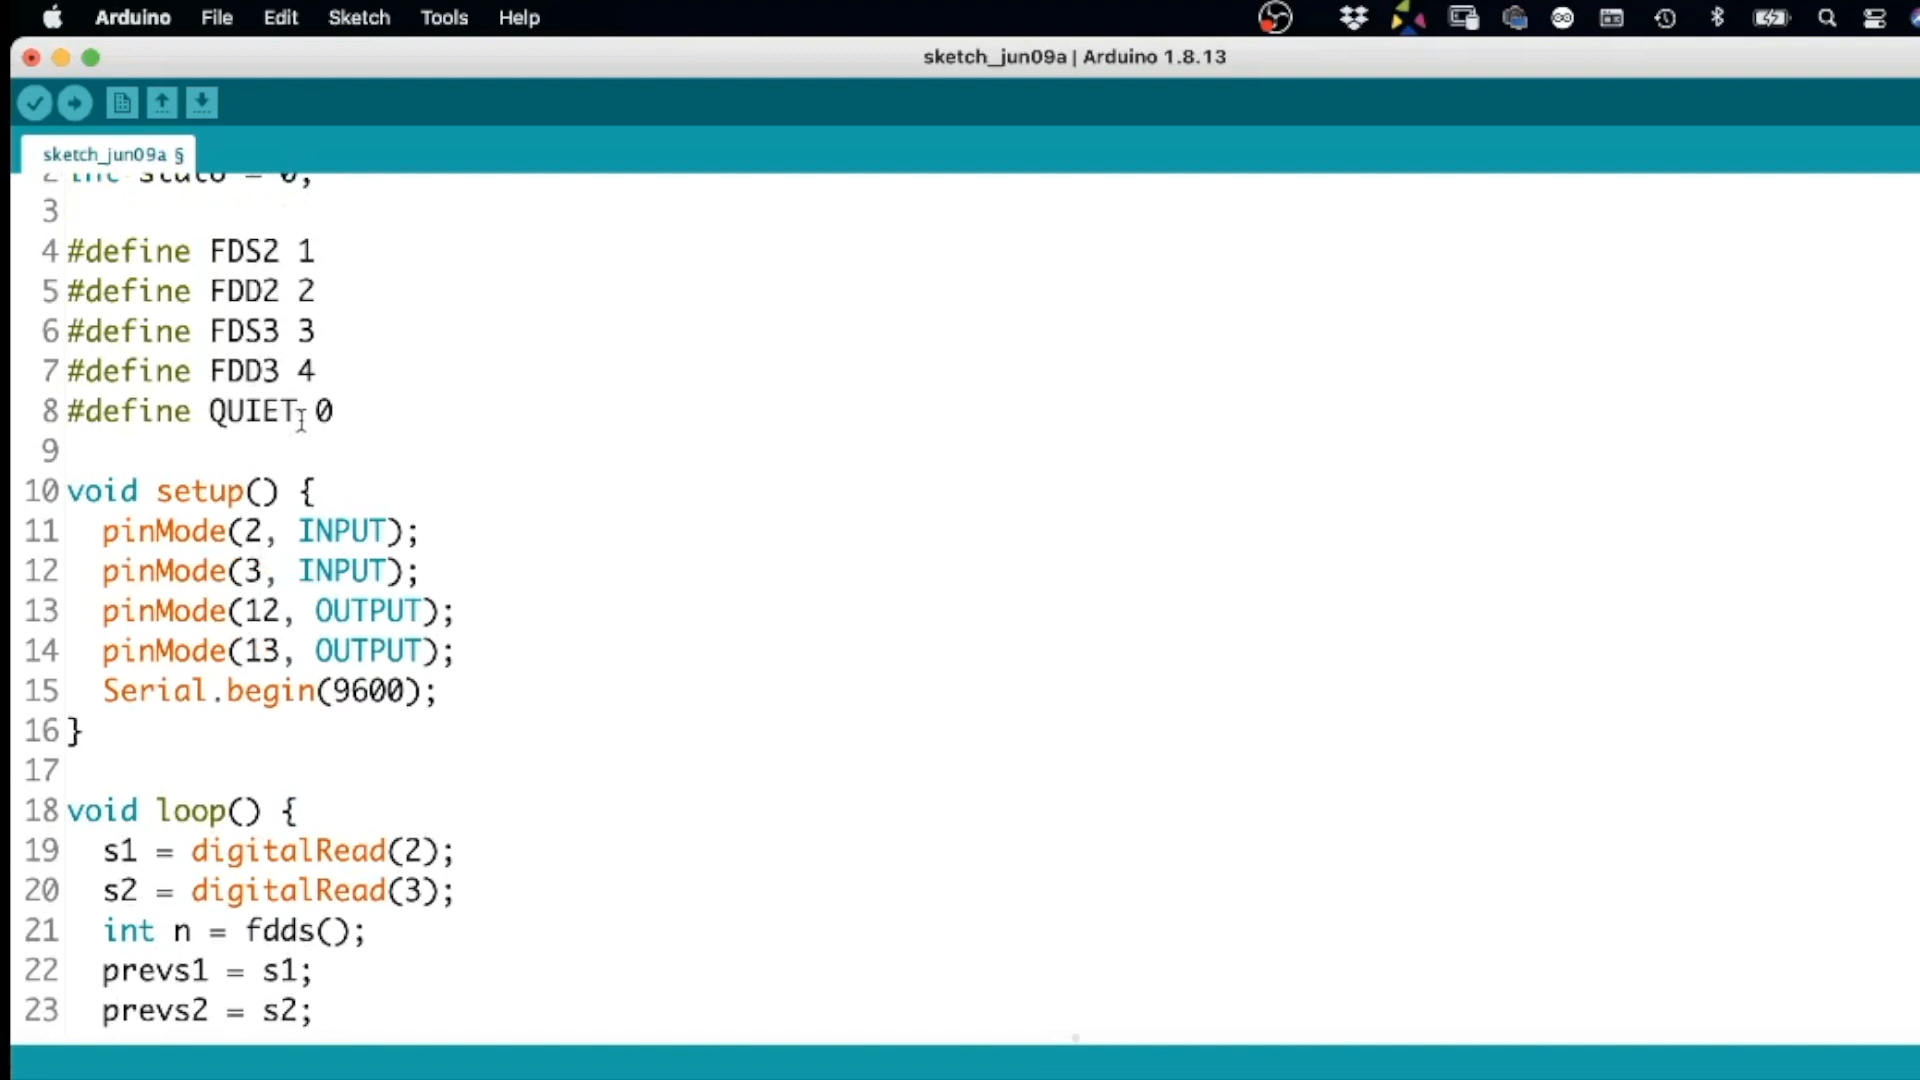 Arduino File Edit Sketch Tools Help
sketch_jun09a | Arduino 1.8.13
sketch_jun09a §
2 int stato = 0;
3
4 #define FDS2 1
5 #define FDD2 2
6 #define FDS3 3
7 #define FDD3 4
8 #define QUIET 0
9
10 void setup() {
11 pinMode(2, INPUT);
12 pinMode(3, INPUT);
13 pinMode(12, OUTPUT);
14 pinMode(13, OUTPUT);
15 Serial.begin(9600);
16 }
17
18 void loop() {
19 s1 = digitalRead(2);
20 s2 = digitalRead(3);
21 int n = fdds();
22 prevs1 = s1;
23 prevs2 = s2;